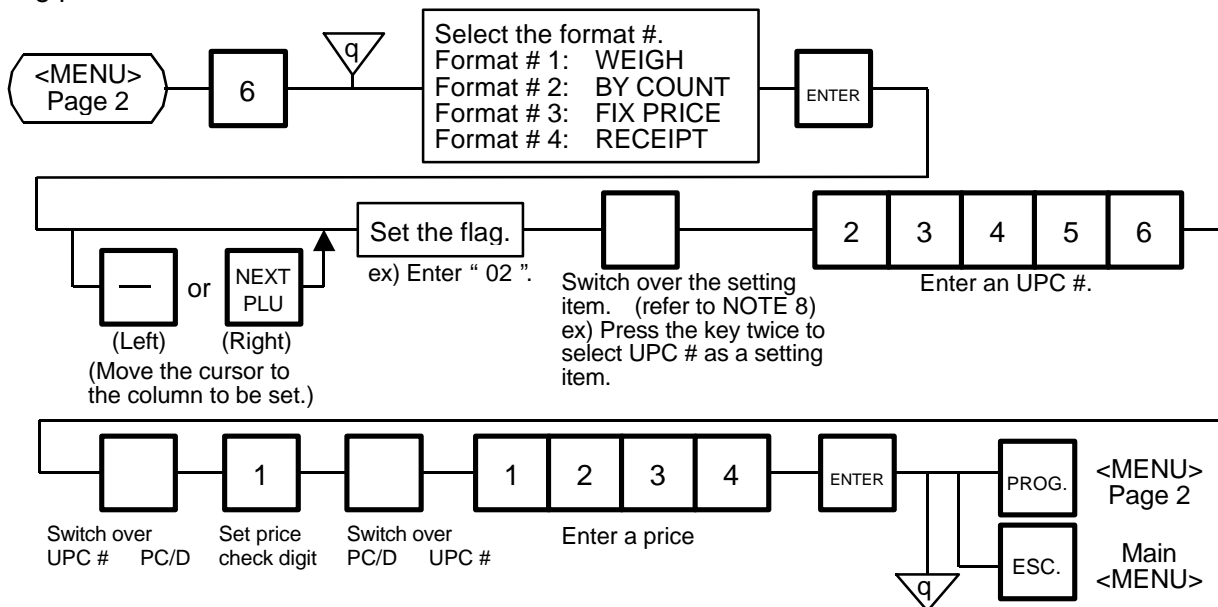 <MENU>
Page 2
6
q
Select the format #.
Format # 1: WEIGH
Format # 2: BY COUNT
Format # 3: FIX PRICE
Format # 4: RECEIPT
ENTER
—
(Left)
or
NEXT
PLU
(Right)
(Move the cursor to
the column to be set.)
Set the flag.
ex) Enter “ 02 ”.
Switch over the setting
item. (refer to NOTE 8)
ex) Press the key twice to
select UPC # as a setting
item.
2 3 4 5 6
Enter an UPC #.
Switch over
UPC # PC/D
1
Set price
check digit
Switch over
PC/D UPC #
1 2 3 4
Enter a price
ENTER
q
PROG.
<MENU>
Page 2
ESC.
Main
<MENU>